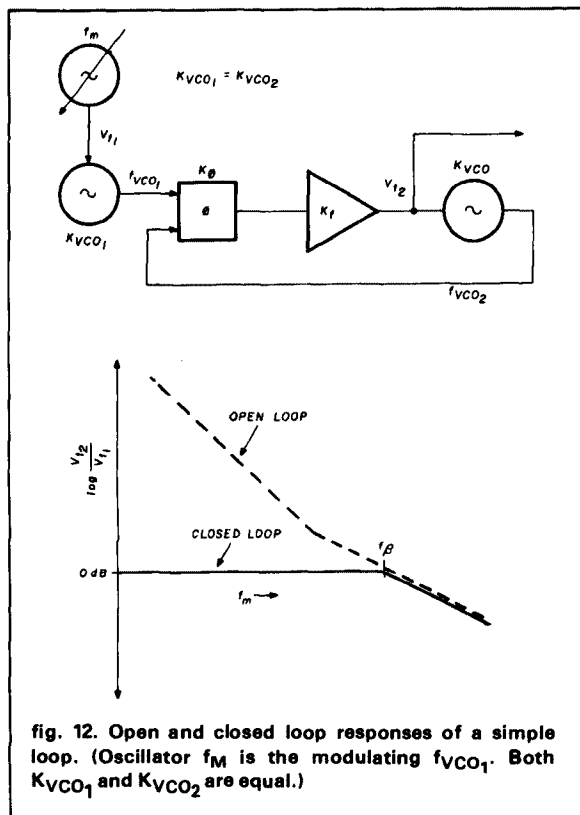 fm
KVCO1 = KVCO2
Vt1
fVCO1
KØ
Ø
Kf
Vt2
KVCO
KVCO1
fVCO2
OPEN LOOP
log Vt2/Vt1
CLOSED LOOP
fβ
0 dB
fm
fig. 12. Open and closed loop responses of a simple
loop. (Oscillator fM is the modulating fVCO1. Both
KVCO1 and KVCO2 are equal.)